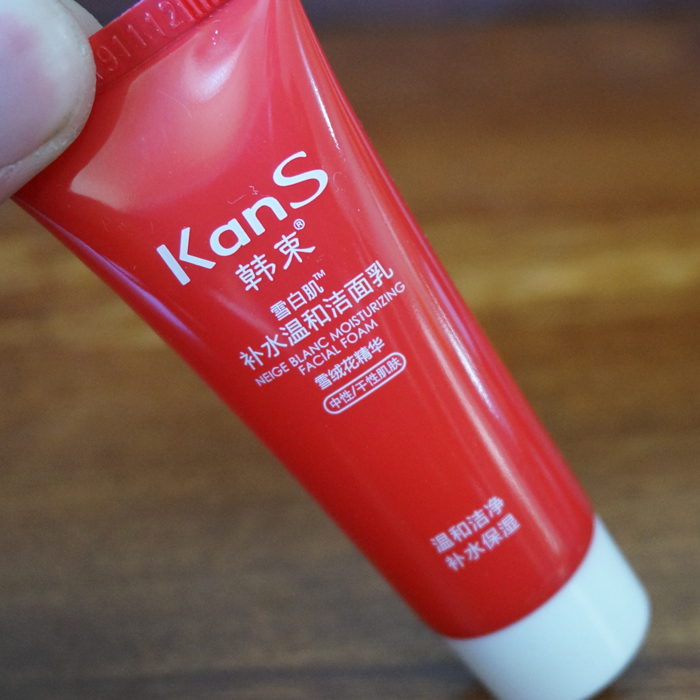 KanS
韩束®
雪白肌™
补水温和洁面乳
NEIGE BLANC MOISTURIZING
FACIAL FOAM
雪绒花精华
中性/干性肌肤
温和洁净
补水保湿